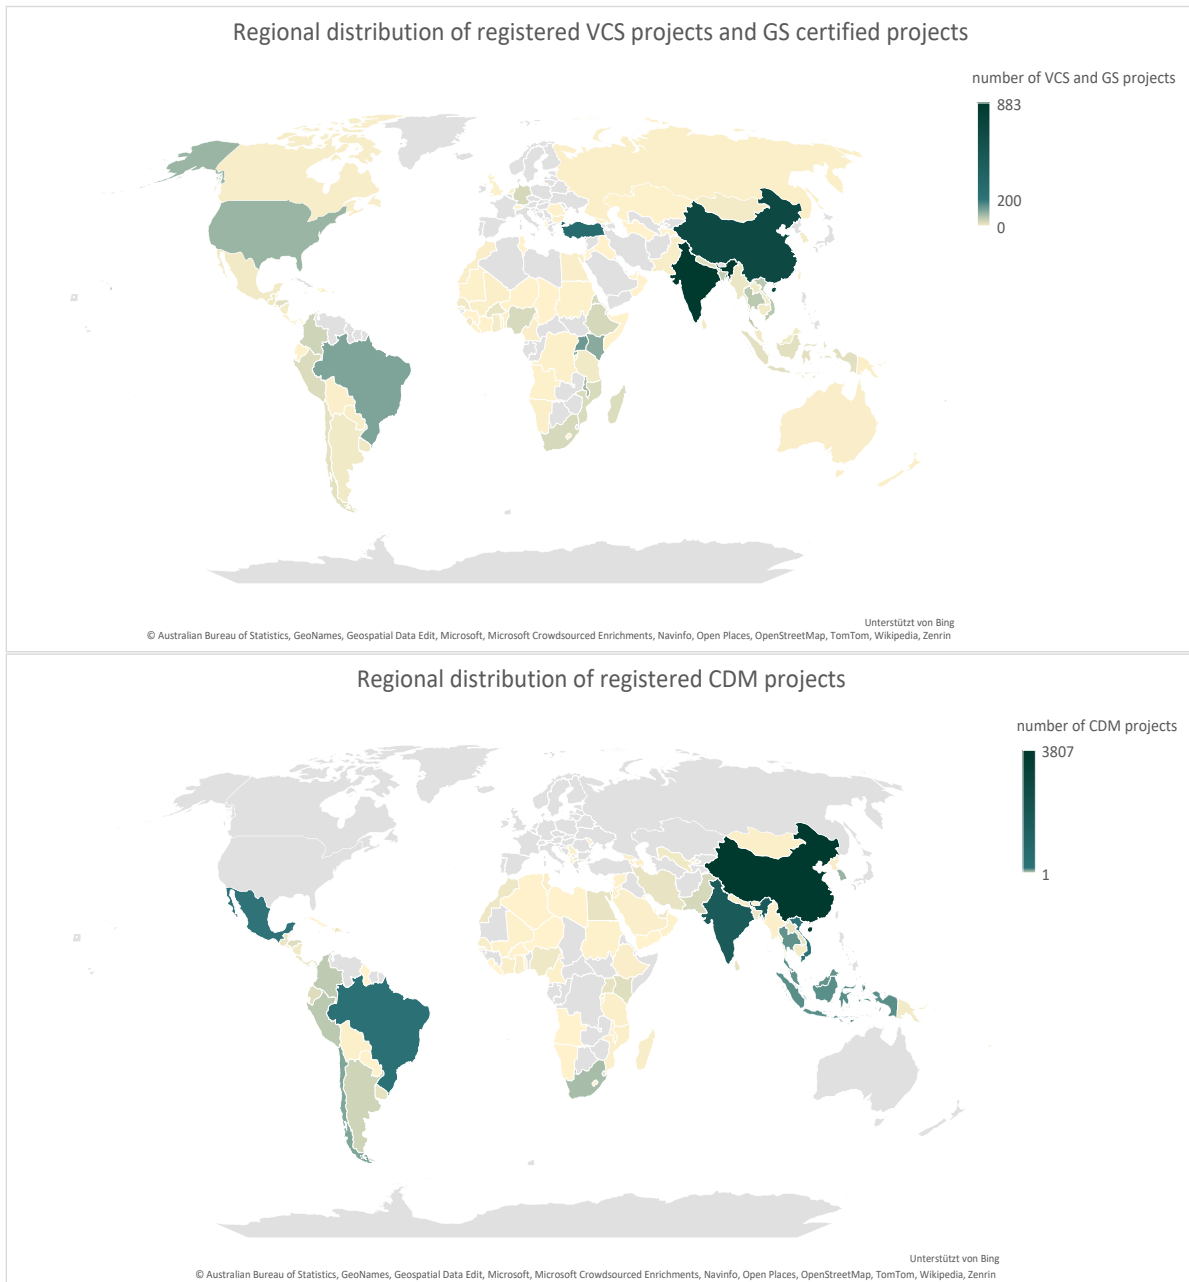 Regional distribution of registered VCS projects and GS certified projects
number of VCS and GS projects
883
200
0
Unterstützt von Bing
© Australian Bureau of Statistics, GeoNames, Geospatial Data Edit, Microsoft, Microsoft Crowdsourced Enrichments, Navinfo, Open Places, OpenStreetMap, TomTom, Wikipedia, Zenrin
Regional distribution of registered CDM projects
number of CDM projects
3807
1
Unterstützt von Bing
© Australian Bureau of Statistics, GeoNames, Geospatial Data Edit, Microsoft, Microsoft Crowdsourced Enrichments, Navinfo, Open Places, OpenStreetMap, TomTom, Wikipedia, Zenrin